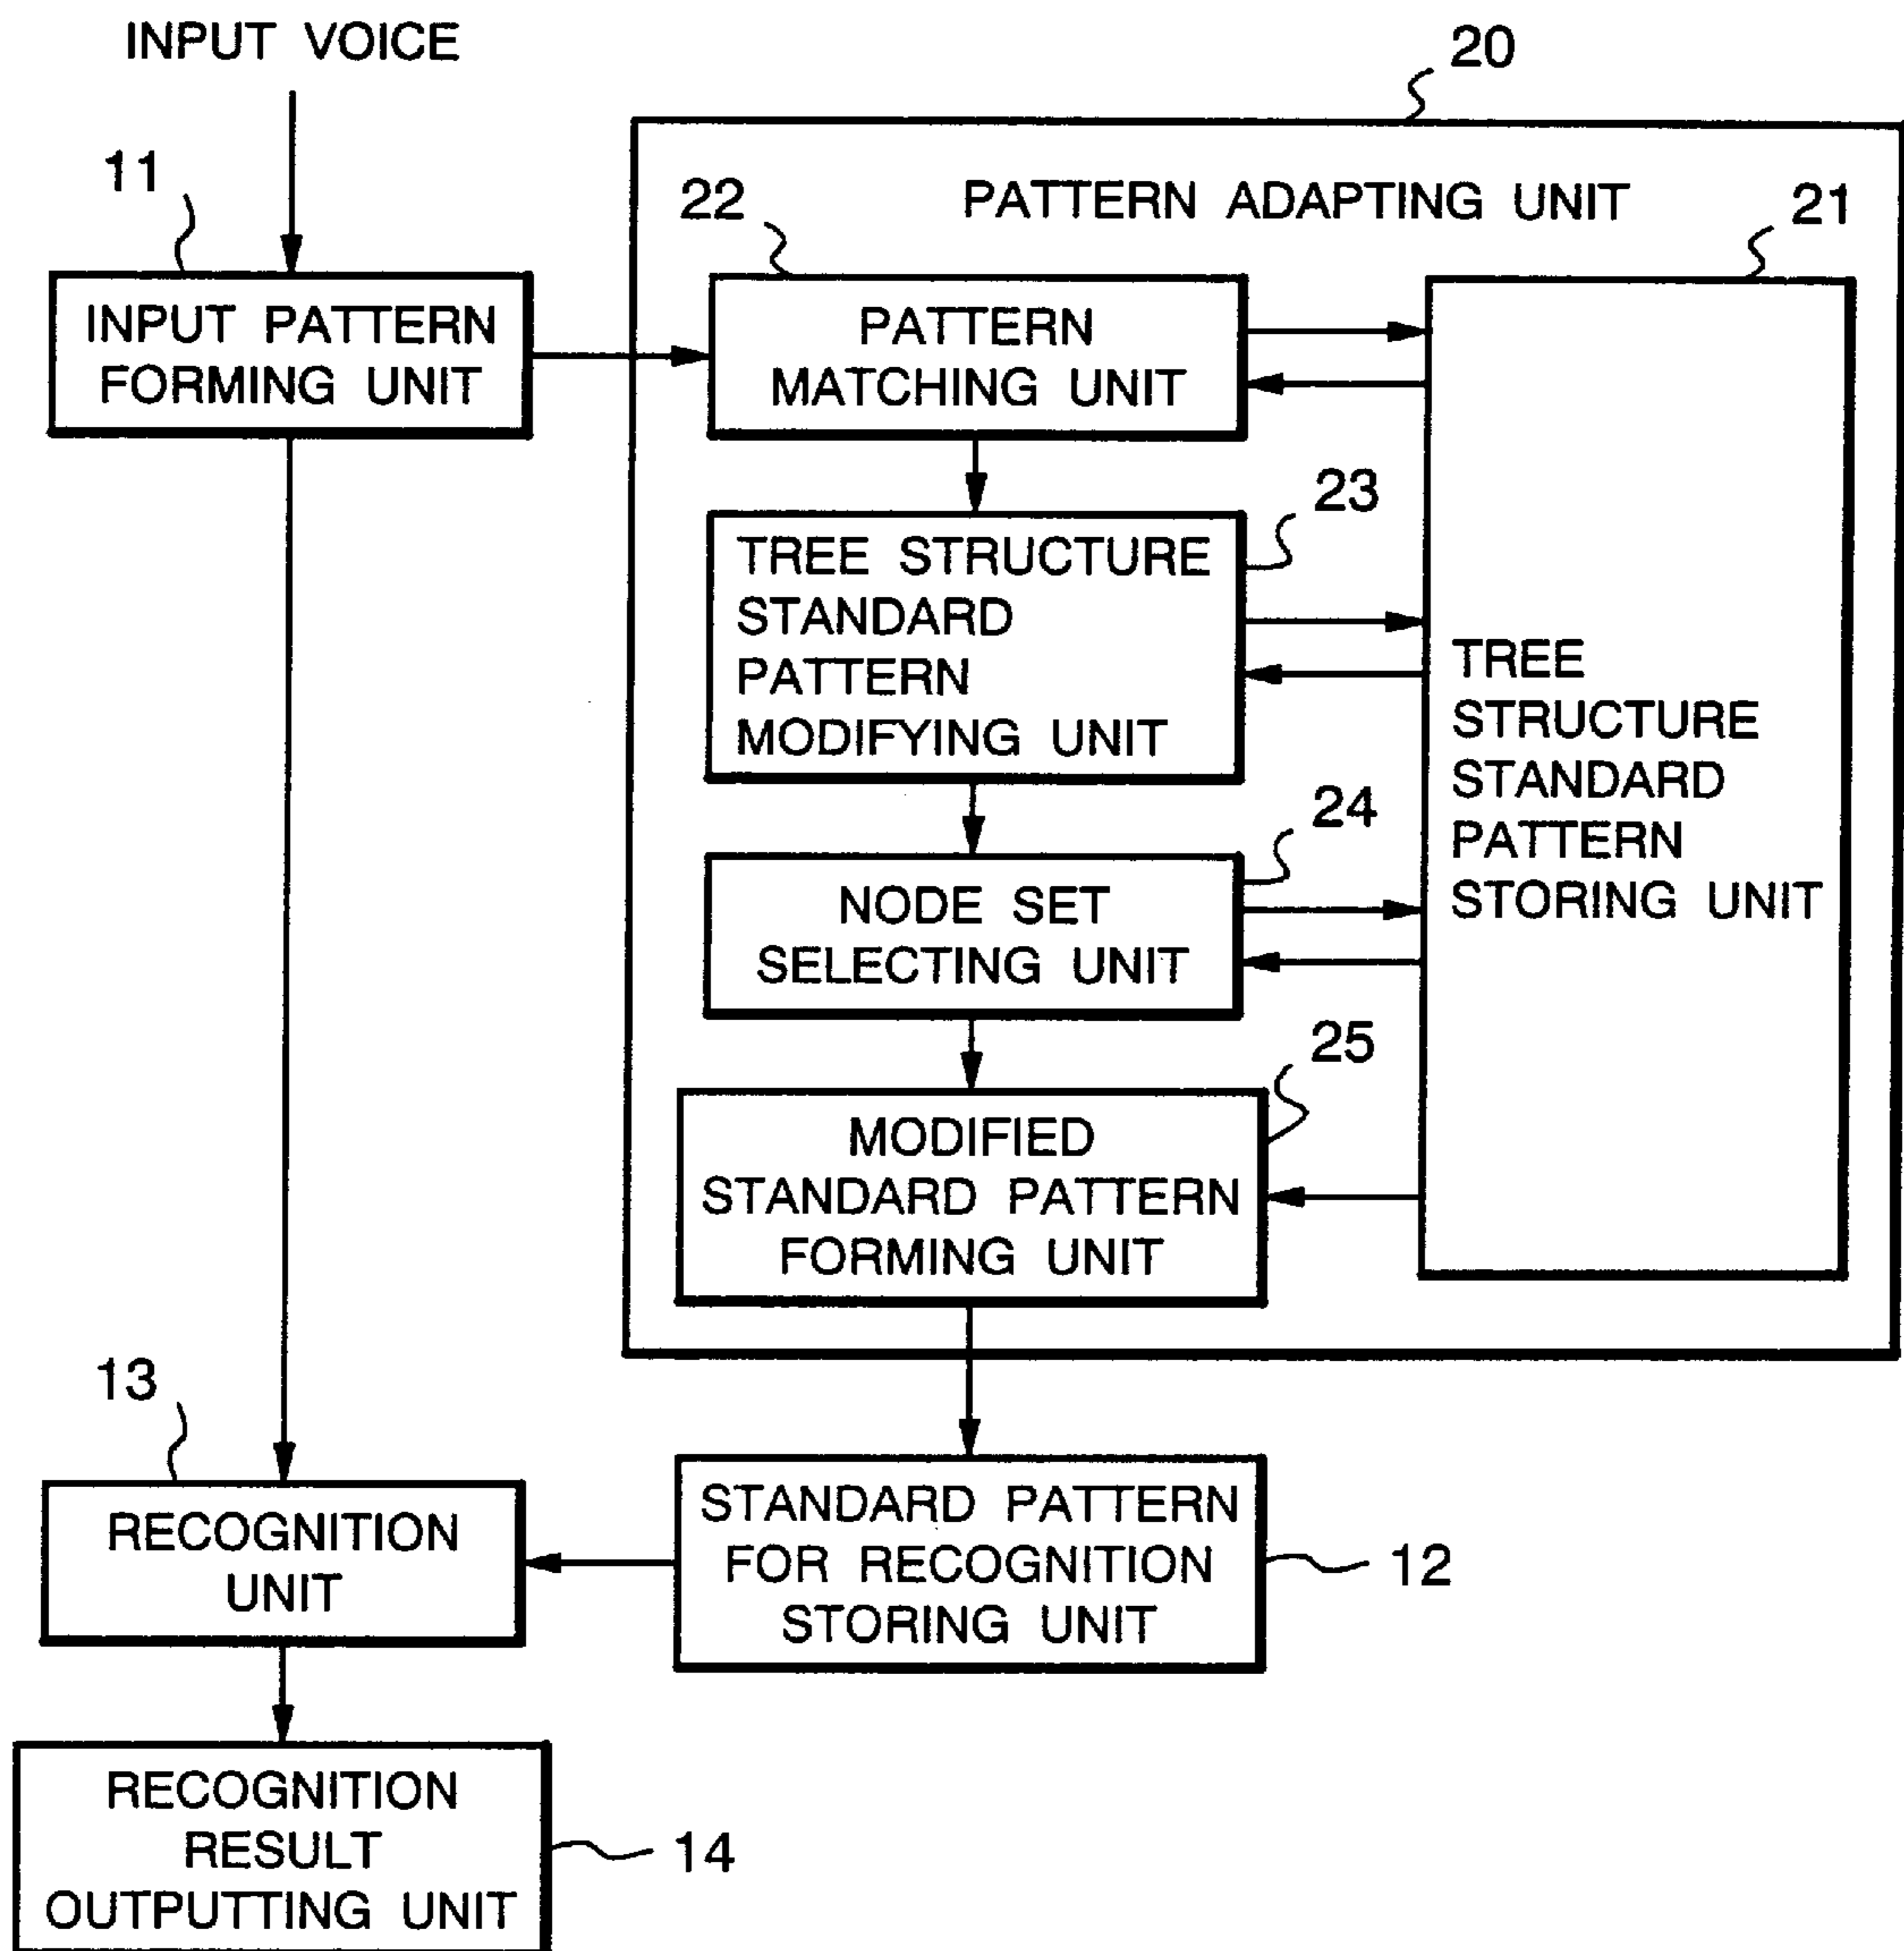 INPUT VOICE
20
11
22
PATTERN ADAPTING UNIT
21
INPUT PATTERN
FORMING UNIT
PATTERN
MATCHING UNIT
23
TREE STRUCTURE
STANDARD
PATTERN
MODIFYING UNIT
TREE
STRUCTURE
STANDARD
PATTERN
STORING UNIT
24
NODE SET
SELECTING UNIT
25
MODIFIED
STANDARD PATTERN
FORMING UNIT
13
RECOGNITION
UNIT
STANDARD PATTERN
FOR RECOGNITION
STORING UNIT
12
RECOGNITION
RESULT
OUTPUTTING UNIT
14